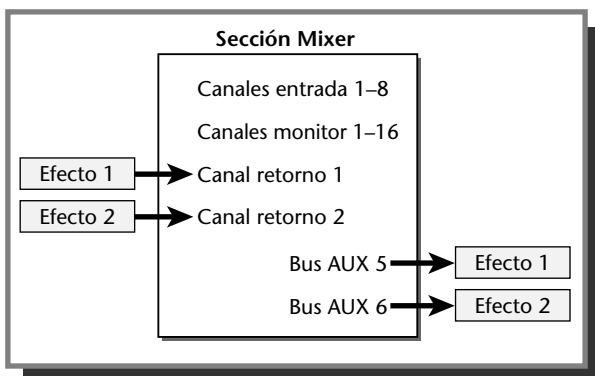 Sección Mixer
Canales entrada 1–8
Canales monitor 1–16
Efecto 1
Canal retorno 1
Efecto 2
Canal retorno 2
Bus AUX 5
Efecto 1
Bus AUX 6
Efecto 2